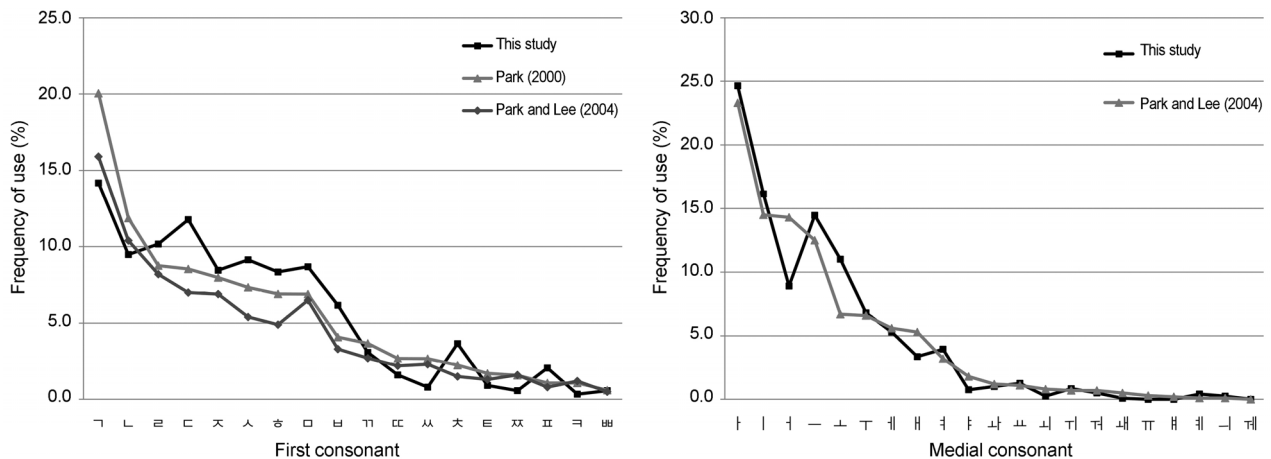 25.0
20.0
15.0
10.0
5.0
0.0
Frequency of use (%)
This study
Park (2000)
Park and Lee (2004)
ㄱ ㄴ ㄹ ㄷ ㅈ ㅅ ㅎ ㅁ ㅂ ㄲ ㄸ ㅆ ㅊ ㅌ ㅉ ㅍ ㅋ ㅃ
First consonant
30.0
25.0
20.0
15.0
10.0
5.0
0.0
Frequency of use (%)
This study
Park and Lee (2004)
ㅏ ㅣ ㅓ ㅡ ㅗ ㅜ ㅔ ㅐ ㅕ ㅑ ㅘ ㅛ ㅚ ㅟ ㅝ ㅙ ㅠ ㅒ ㅖ ㅢ ㅞ
Medial consonant